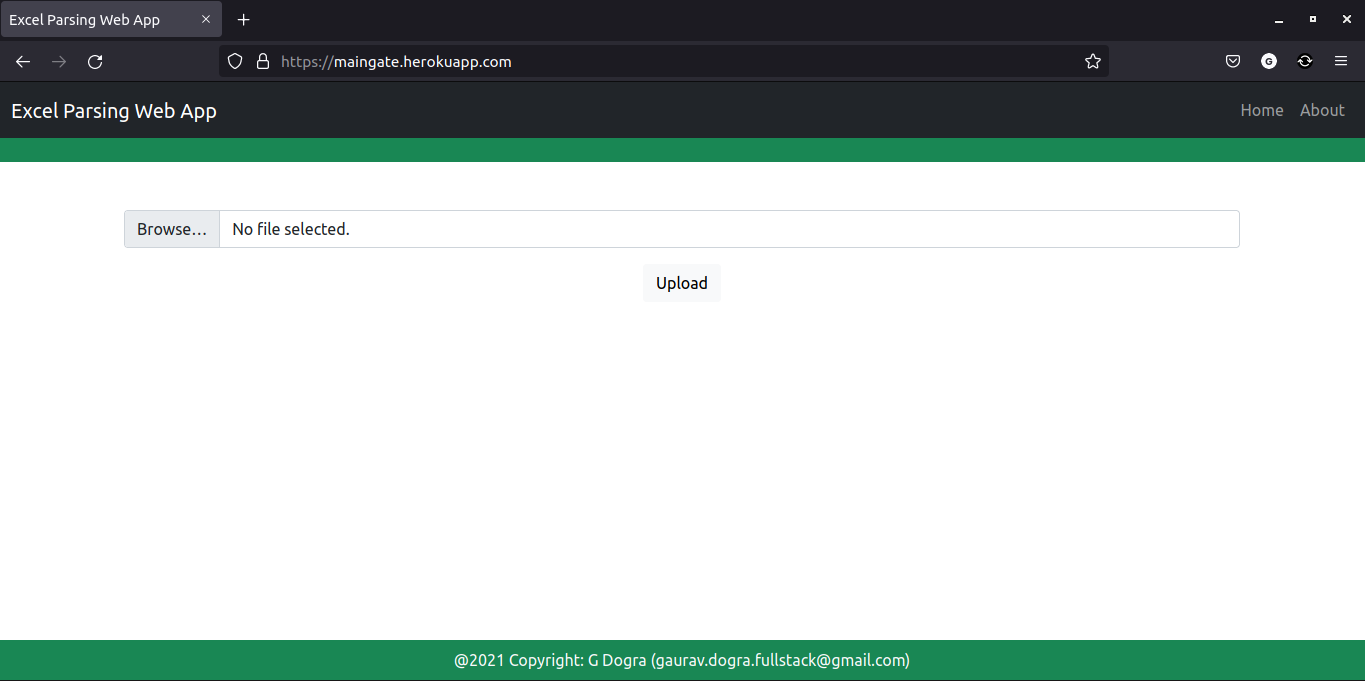 Excel Parsing Web App
https://maingate.herokuapp.com
G
Excel Parsing Web App
Home About
Browse... No file selected.
Upload
@2021 Copyright: G Dogra (gaurav.dogra.fullstack@gmail.com)